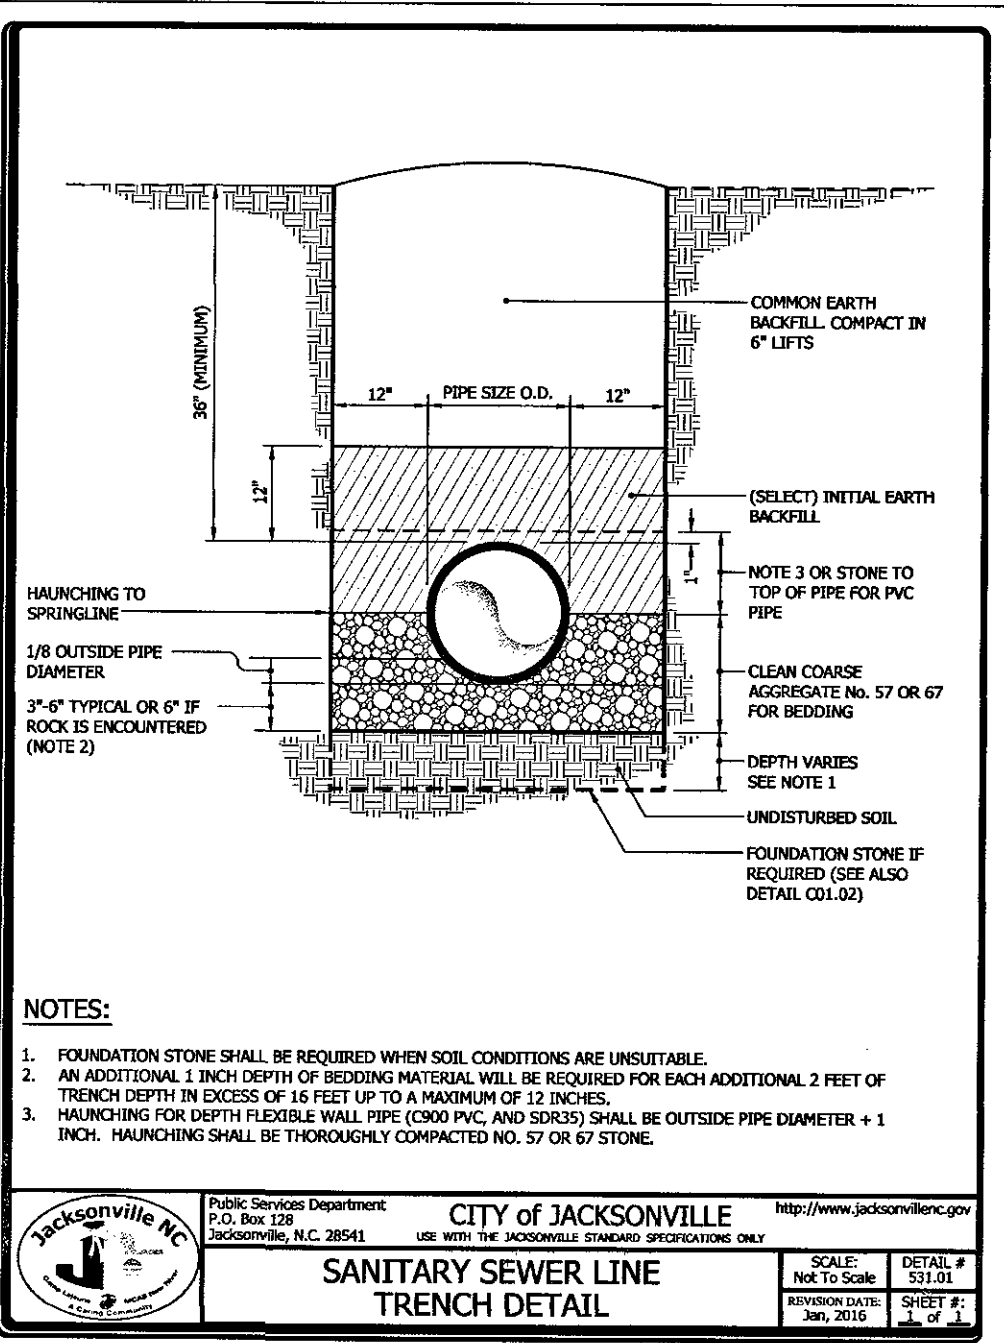 36" (MINIMUM)
COMMON EARTH
BACKFILL. COMPACT IN
6" LIFTS
12"
PIPE SIZE O.D.
12"
12"
(SELECT) INITIAL EARTH
BACKFILL
1"
NOTE 3 OR STONE TO
TOP OF PIPE FOR PVC
PIPE
HAUNCHING TO
SPRINGLINE
1/8 OUTSIDE PIPE
DIAMETER
3"-6" TYPICAL OR 6" IF
ROCK IS ENCOUNTERED
(NOTE 2)
CLEAN COARSE
AGGREGATE No. 57 OR 67
FOR BEDDING
DEPTH VARIES
SEE NOTE 1
UNDISTURBED SOIL
FOUNDATION STONE IF
REQUIRED (SEE ALSO
DETAIL C01.02)
NOTES:
1. FOUNDATION STONE SHALL BE REQUIRED WHEN SOIL CONDITIONS ARE UNSUITABLE.
2. AN ADDITIONAL 1 INCH DEPTH OF BEDDING MATERIAL WILL BE REQUIRED FOR EACH ADDITIONAL 2 FEET OF
TRENCH DEPTH IN EXCESS OF 16 FEET UP TO A MAXIMUM OF 12 INCHES.
3. HAUNCHING FOR DEPTH FLEXIBLE WALL PIPE (C900 PVC, AND SDR35) SHALL BE OUTSIDE PIPE DIAMETER + 1
INCH. HAUNCHING SHALL BE THOROUGHLY COMPACTED NO. 57 OR 67 STONE.
Jacksonville NC
Camp Lejeune
MCAS New River
A Caring Community
Public Services Department
P.O. Box 128
Jacksonville, N.C. 28541
CITY of JACKSONVILLE
USE WITH THE JACKSONVILLE STANDARD SPECIFICATIONS ONLY
http://www.jacksonvillenc.gov
SANITARY SEWER LINE
TRENCH DETAIL
SCALE:
Not To Scale
DETAIL #
531.01
REVISION DATE:
Jan, 2016
SHEET #:
1 of 1